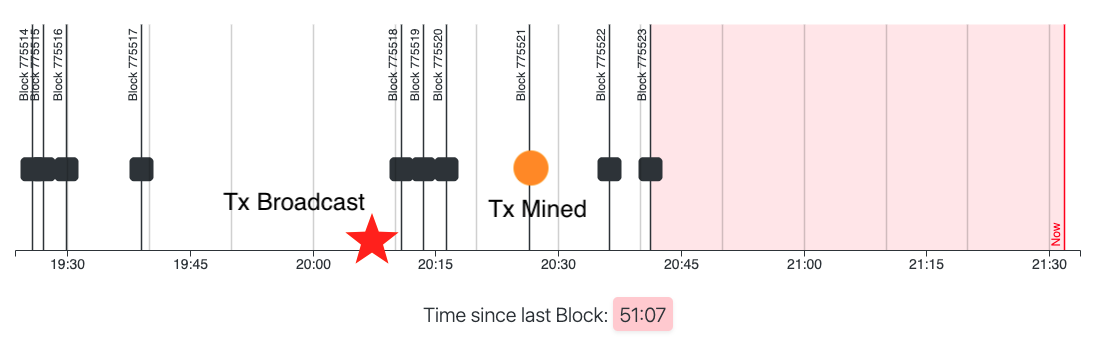 Block 775514
Block 775515
Block 775516
Block 775517
Block 775518
Block 775519
Block 775520
Block 775521
Block 775522
Block 775523
Tx Broadcast
Tx Mined
Now
19:30
19:45
20:00
20:15
20:30
20:45
21:00
21:15
21:30
Time since last Block: 51:07